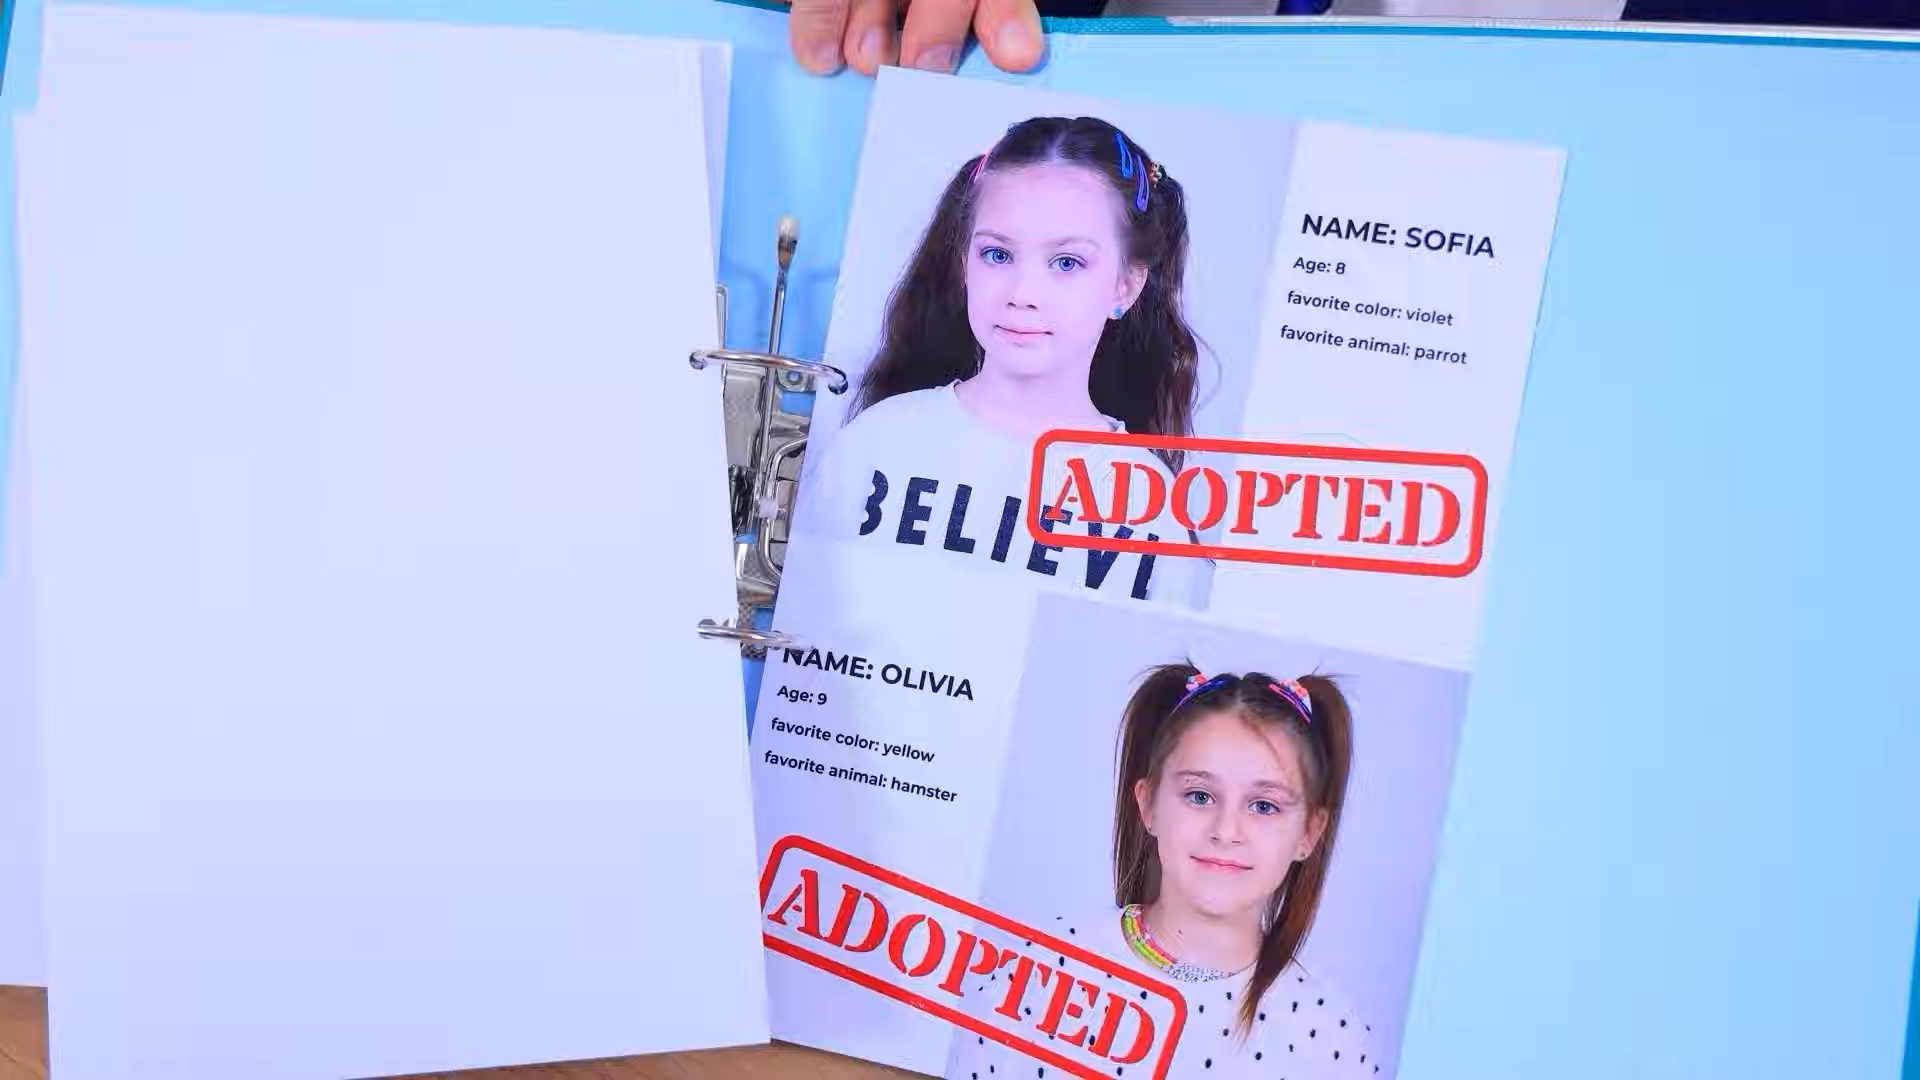 NAME: SOFIA
Age: 8
favorite color: violet
favorite animal: parrot
BELIEVE
ADOPTED
NAME: OLIVIA
Age: 9
favorite color: yellow
favorite animal: hamster
ADOPTED